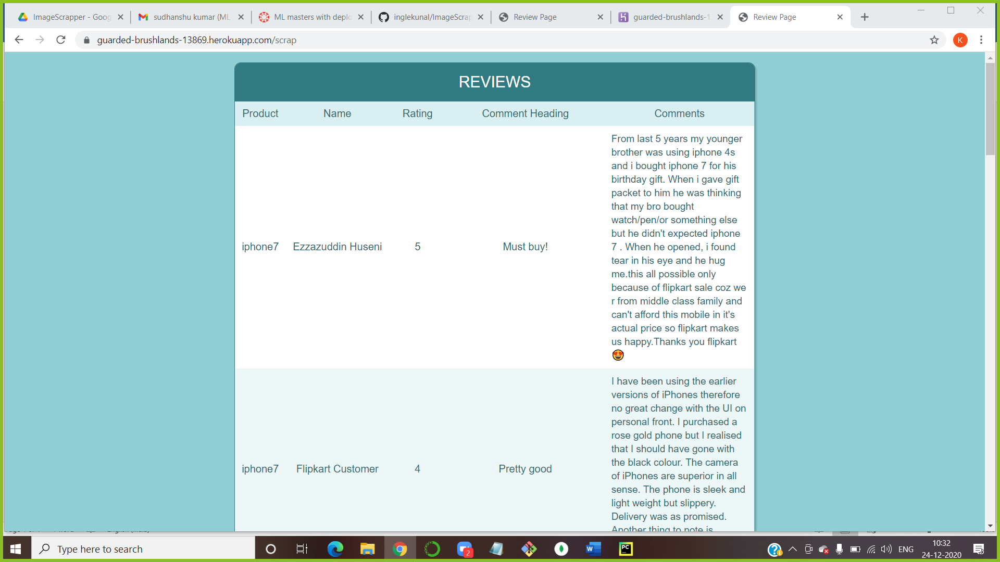 ImageScrapper - Goog
sudhanshu kumar (ML
ML masters with deplo
inglekunal/ImageScrap
Review Page
guarded-brushlands-1
Review Page
guarded-brushlands-13869.herokuapp.com/scrap
K
REVIEWS
Product Name Rating Comment Heading Comments
From last 5 years my younger
brother was using iphone 4s
and i bought iphone 7 for his
birthday gift. When i gave gift
packet to him he was thinking
that my bro bought
watch/pen/or something else
but he didn't expected iphone
iphone7 Ezzazuddin Huseni 5 Must buy! 7 . When he opened, i found
tear in his eye and he hug
me.this all possible only
because of flipkart sale coz we
r from middle class family and
can't afford this mobile in it's
actual price so flipkart makes
us happy.Thanks you flipkart
😍
I have been using the earlier
versions of iPhones therefore
no great change with the UI on
personal front. I purchased a
rose gold phone but I realised
that I should have gone with
the black colour. The camera
iphone7 Flipkart Customer 4 Pretty good of iPhones are superior in all
sense. The phone is sleek and
light weight but slippery.
Delivery was as promised.
Another thing to note is
Type here to search
2
W
PC
ENG
10:32
24-12-2020